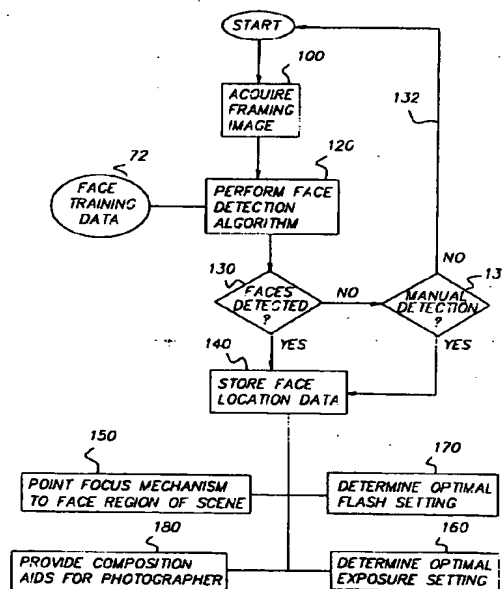 START
100
ACQUIRE
FRAMING
IMAGE
72
FACE
TRAINING
DATA
120
PERFORM FACE
DETECTION
ALGORITHM
132
130
FACES
DETECTED
?
NO
NO
13
MANUAL
DETECTION
?
YES
YES
140
STORE FACE
LOCATION DATA
150
POINT FOCUS MECHANISM
TO FACE REGION OF SCENE
170
DETERMINE OPTIMAL
FLASH SETTING
180
PROVIDE COMPOSITION
AIDS FOR PHOTOGRAPHER
160
DETERMINE OPTIMAL
EXPOSURE SETTING